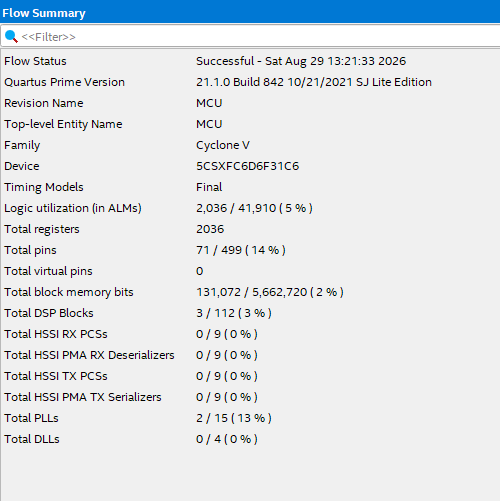 Flow Summary
<<Filter>>
Flow Status Successful - Sat Aug 29 13:21:33 2026
Quartus Prime Version 21.1.0 Build 842 10/21/2021 SJ Lite Edition
Revision Name MCU
Top-level Entity Name MCU
Family Cyclone V
Device 5CSXFC6D6F31C6
Timing Models Final
Logic utilization (in ALMs) 2,036 / 41,910 ( 5 % )
Total registers 2036
Total pins 71 / 499 ( 14 % )
Total virtual pins 0
Total block memory bits 131,072 / 5,662,720 ( 2 % )
Total DSP Blocks 3 / 112 ( 3 % )
Total HSSI RX PCSs 0 / 9 ( 0 % )
Total HSSI PMA RX Deserializers 0 / 9 ( 0 % )
Total HSSI TX PCSs 0 / 9 ( 0 % )
Total HSSI PMA TX Serializers 0 / 9 ( 0 % )
Total PLLs 2 / 15 ( 13 % )
Total DLLs 0 / 4 ( 0 % )